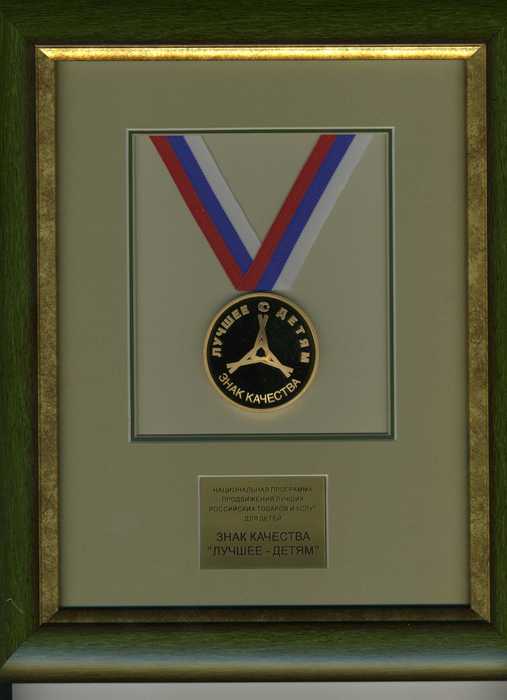 ЛУЧШЕЕ ДЕТЯМ
ЗНАК КАЧЕСТВА
НАЦИОНАЛЬНАЯ ПРОГРАММА
ПРОДВИЖЕНИЯ ЛУЧШИХ
РОССИЙСКИХ ТОВАРОВ И УСЛУГ
ДЛЯ ДЕТЕЙ
ЗНАК КАЧЕСТВА
"ЛУЧШЕЕ - ДЕТЯМ"